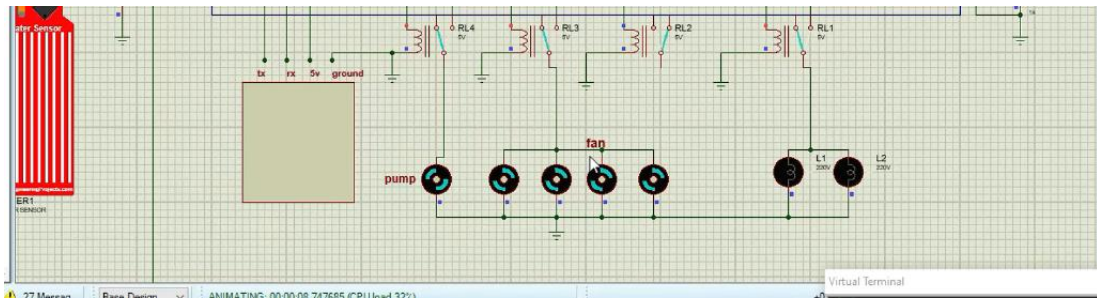 ater Sensor
RL4
5V
RL3
5V
RL2
5V
RL1
5V
tx rx 5v ground
fan
pump
L1
200V
L2
200V
ER1
R SENSOR
Virtual Terminal
27 Messag
Base Design
ANIMATING: 00:00:08.747685 (CPU load 32%)